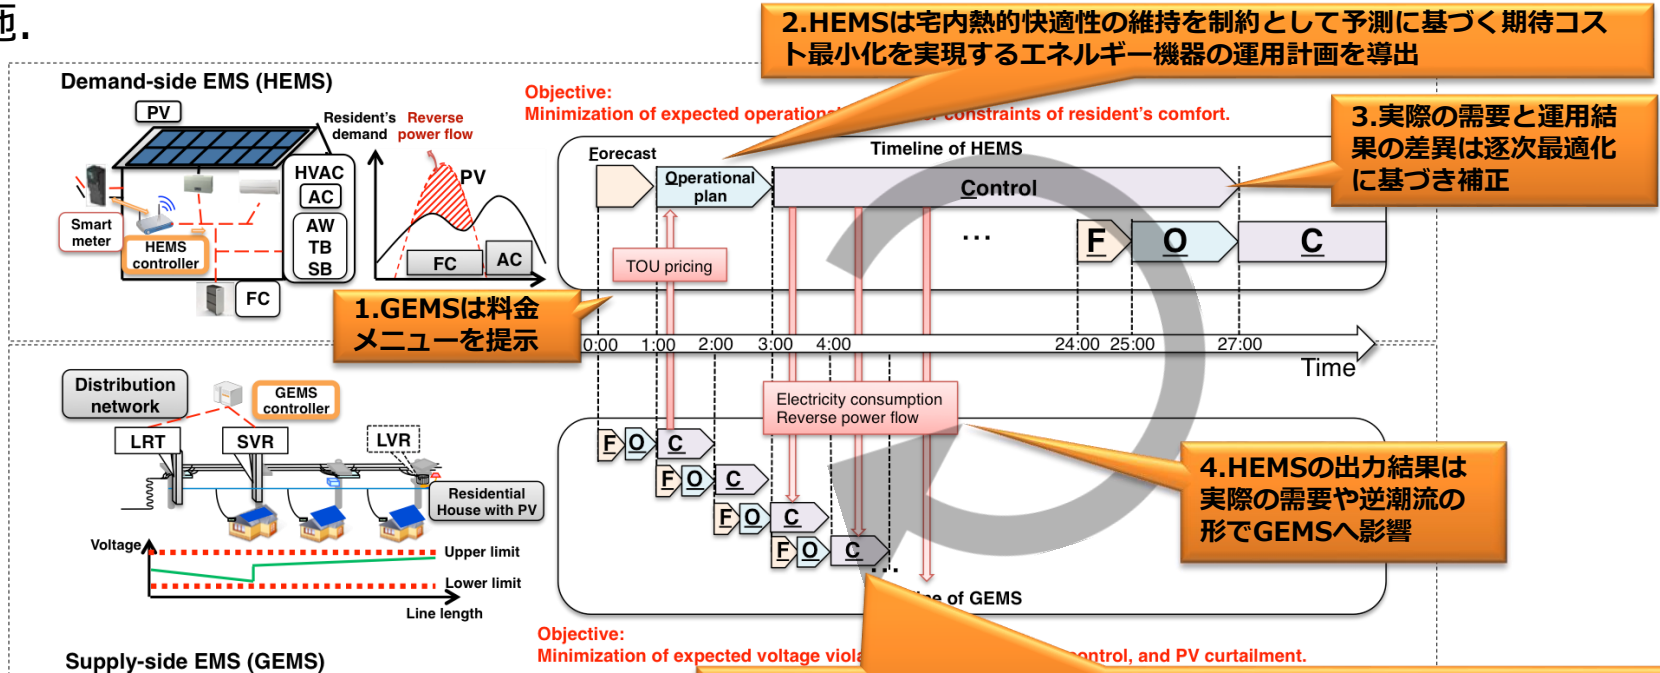 施.
2.HEMSは宅内熱的快適性の維持を制約として予測に基づく期待コス
ト最小化を実現するエネルギー機器の運用計画を導出
Demand-side EMS (HEMS)
PV
Resident's
demand
Reverse
power flow
PV
HVAC
AC
AW
TB
SB
Smart
meter
HEMS
controller
FC
FC
AC
Objective:
Minimization of expected operational
constraints of resident's comfort.
Timeline of HEMS
Forecast
Operational
plan
Control
...
F
O
C
3.実際の需要と運用結
果の差異は逐次最適化
に基づき補正
TOU pricing
1.GEMSは料金
メニューを提示
0:00
1:00
2:00
3:00
4:00
24:00
25:00
27:00
Time
Distribution
network
GEMS
controller
LRT
SVR
LVR
Residential
House with PV
Voltage
Upper limit
Lower limit
Line length
Electricity consumption
Reverse power flow
F O C
F O C
F O C
F O C
...
4.HEMSの出力結果は
実際の需要や逆潮流の
形でGEMSへ影響
of GEMS
Objective:
Minimization of expected voltage
control, and PV curtailment.
Supply-side EMS (GEMS)